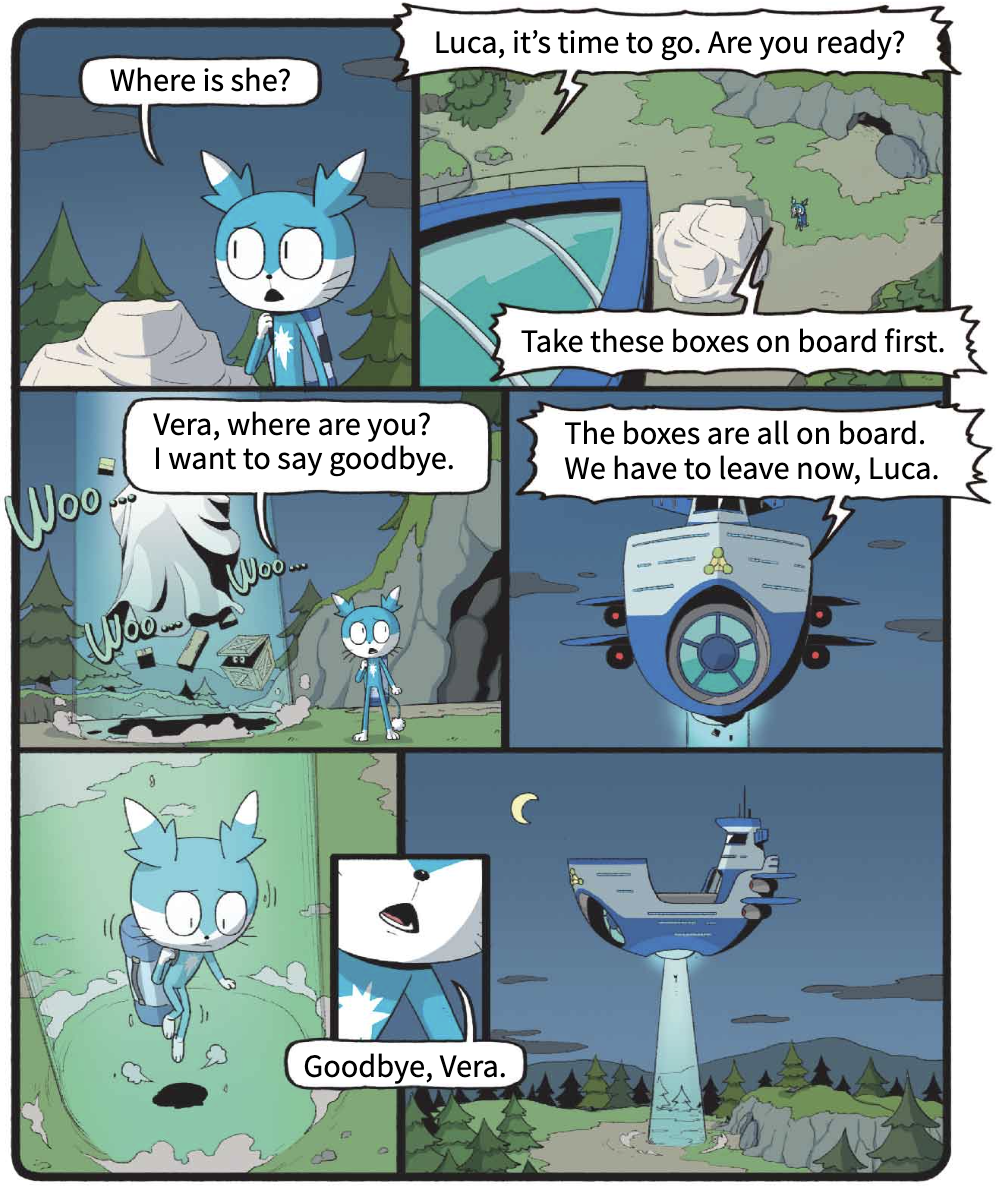 Where is she?
Luca, it's time to go. Are you ready?
Take these boxes on board first.
Vera, where are you?
I want to say goodbye.
Woo...
Woo...
Woo...
The boxes are all on board.
We have to leave now, Luca.
Goodbye, Vera.